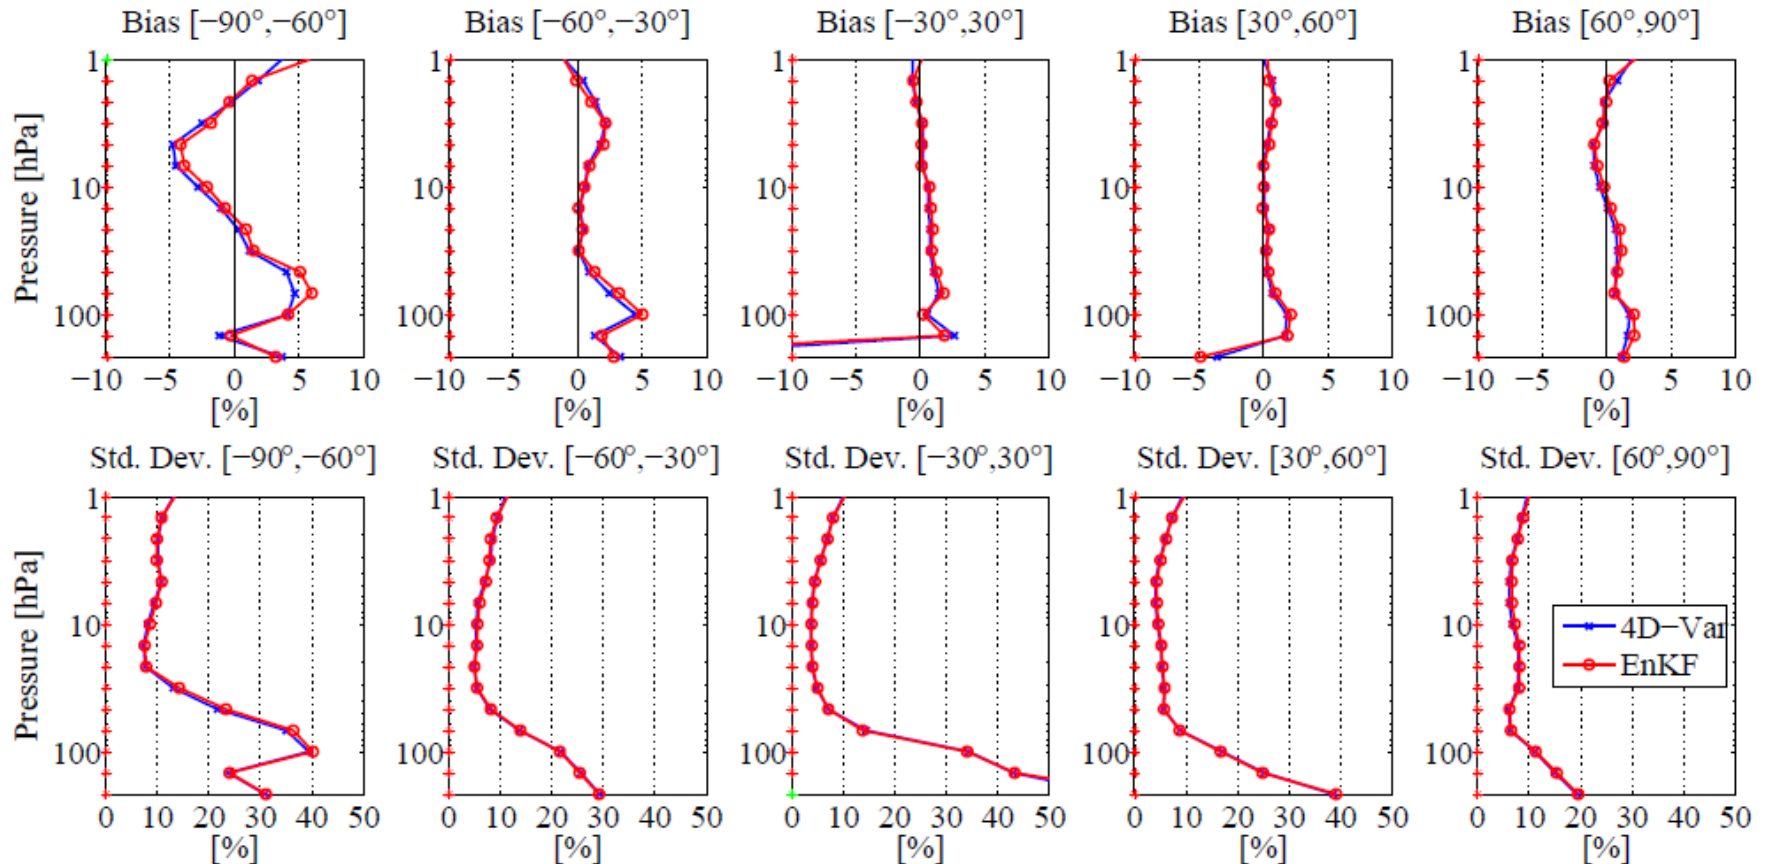 Bias [−90°,−60°] Bias [−60°,−30°] Bias [−30°,30°] Bias [30°,60°] Bias [60°,90°]
Pressure [hPa]
1 1 1 1 1
10 10 10 10 10
100 100 100 100 100
−10 −5 0 5 10 −10 −5 0 5 10 −10 −5 0 5 10 −10 −5 0 5 10 −10 −5 0 5 10
[%] [%] [%] [%] [%]
Std. Dev. [−90°,−60°] Std. Dev. [−60°,−30°] Std. Dev. [−30°,30°] Std. Dev. [30°,60°] Std. Dev. [60°,90°]
Pressure [hPa]
1 1 1 1 1
10 10 10 10 10
4D−Var
EnKF
100 100 100 100 100
0 10 20 30 40 50 0 10 20 30 40 50 0 10 20 30 40 50 0 10 20 30 40 50 0 10 20 30 40 50
[%] [%] [%] [%] [%]